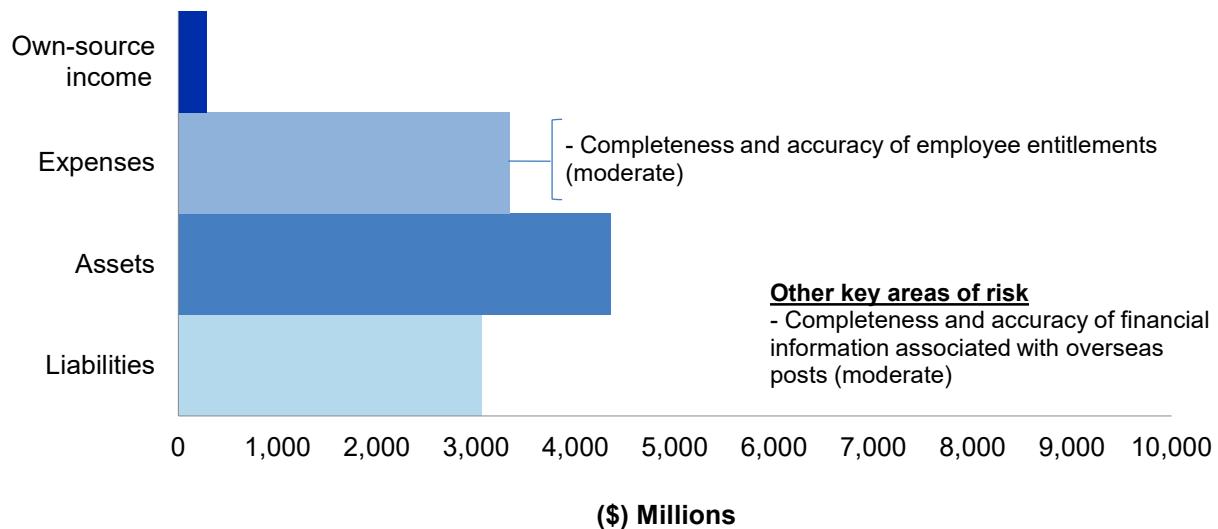 Own-source
income
Expenses
- Completeness and accuracy of employee entitlements
(moderate)
Assets
Other key areas of risk
- Completeness and accuracy of financial
information associated with overseas
posts (moderate)
Liabilities
0 1,000 2,000 3,000 4,000 5,000 6,000 7,000 8,000 9,000 10,000
($) Millions